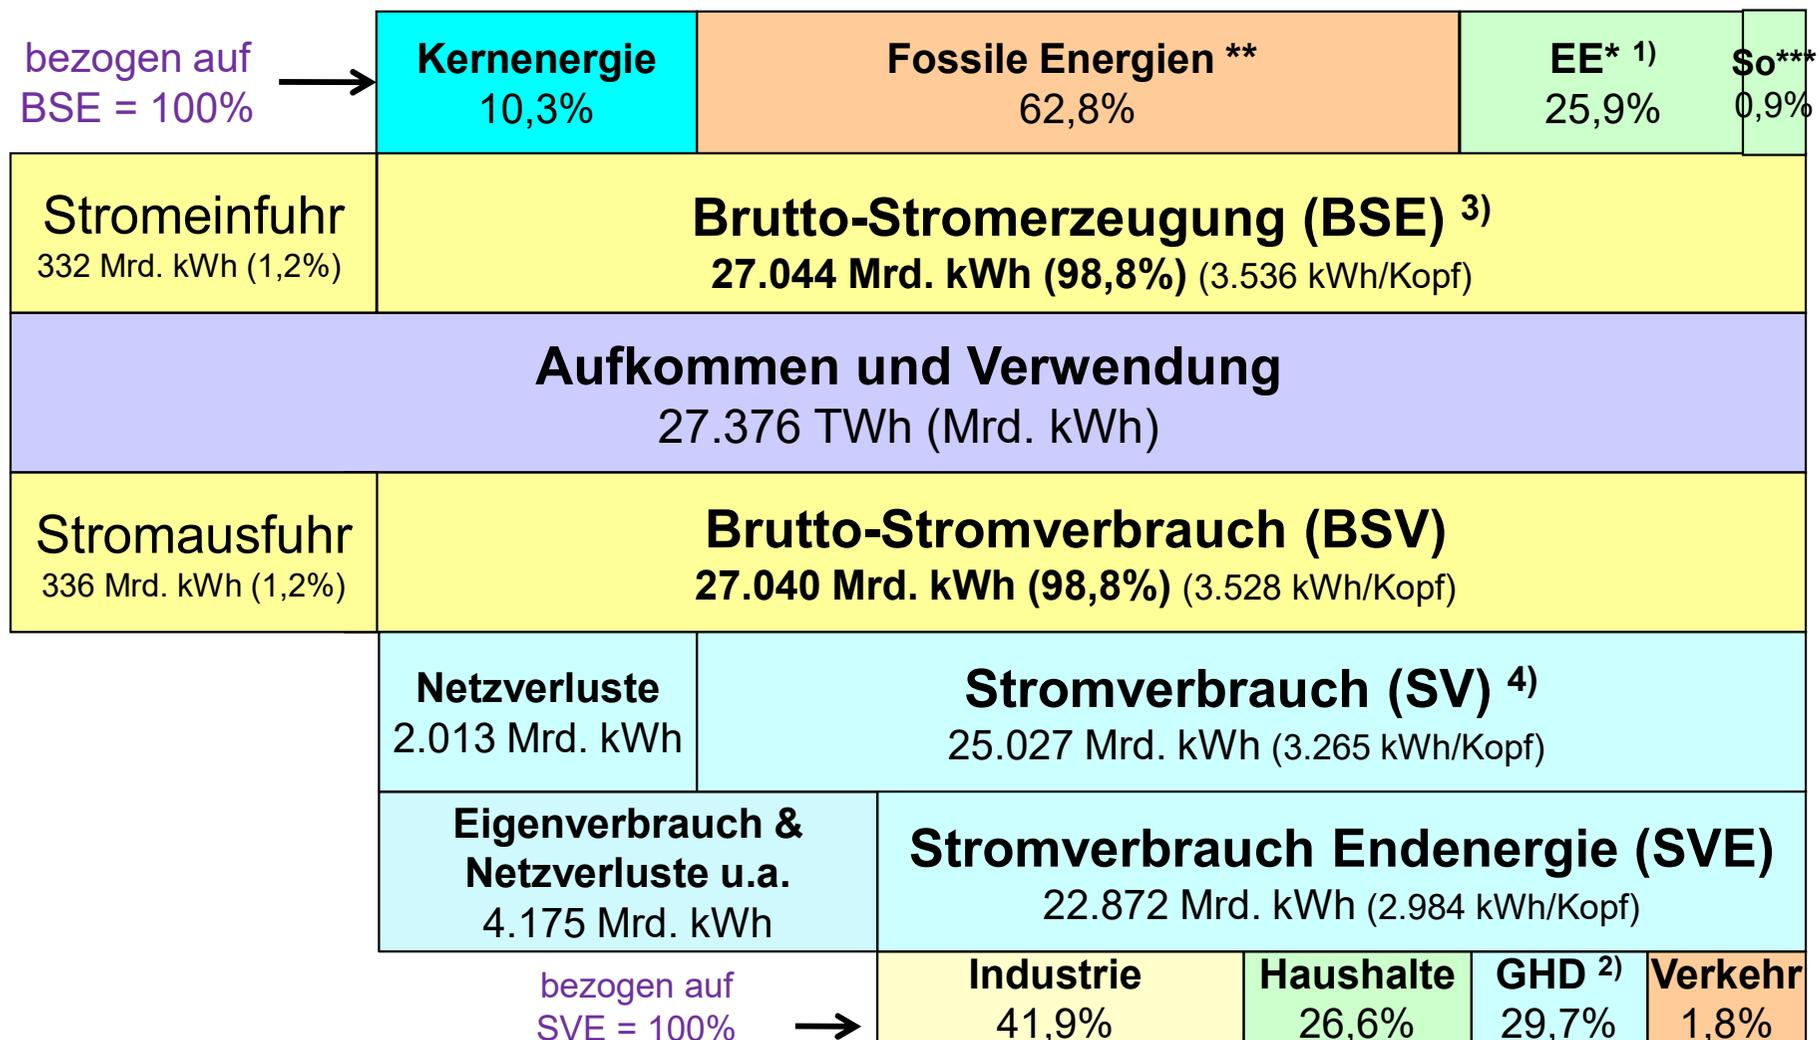 bezogen auf
BSE = 100%
Kernenergie
10,3%
Fossile Energien **
62,8%
EE* 1)
25,9%
So***
0,9%
Stromeinfuhr
332 Mrd. kWh (1,2%)
Brutto-Stromerzeugung (BSE) 3)
27.044 Mrd. kWh (98,8%) (3.536 kWh/Kopf)
Aufkommen und Verwendung
27.376 TWh (Mrd. kWh)
Stromausfuhr
336 Mrd. kWh (1,2%)
Brutto-Stromverbrauch (BSV)
27.040 Mrd. kWh (98,8%) (3.528 kWh/Kopf)
Netzverluste
2.013 Mrd. kWh
Stromverbrauch (SV) 4)
25.027 Mrd. kWh (3.265 kWh/Kopf)
Eigenverbrauch &
Netzverluste u.a.
4.175 Mrd. kWh
Stromverbrauch Endenergie (SVE)
22.872 Mrd. kWh (2.984 kWh/Kopf)
bezogen auf
SVE = 100%
Industrie
41,9%
Haushalte
26,6%
GHD 2)
29,7%
Verkehr
1,8%